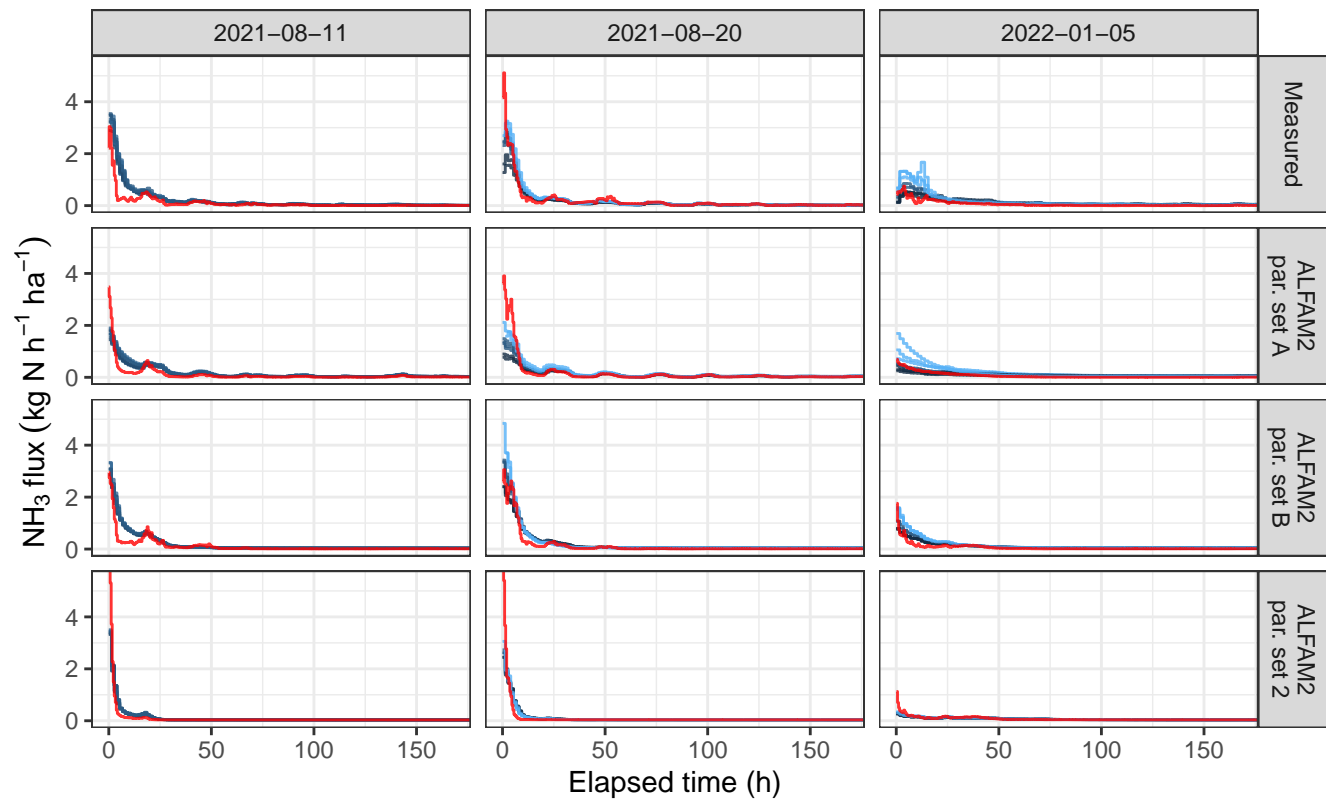 2021−08−11
2021−08−20
2022−01−05
NH₃ flux (kg N h⁻¹ ha⁻¹)
4
2
0
Measured
4
2
0
ALFAM2
par. set A
4
2
0
ALFAM2
par. set B
4
2
0
ALFAM2
par. set 2
0 50 100 150
0 50 100 150
0 50 100 150
Elapsed time (h)